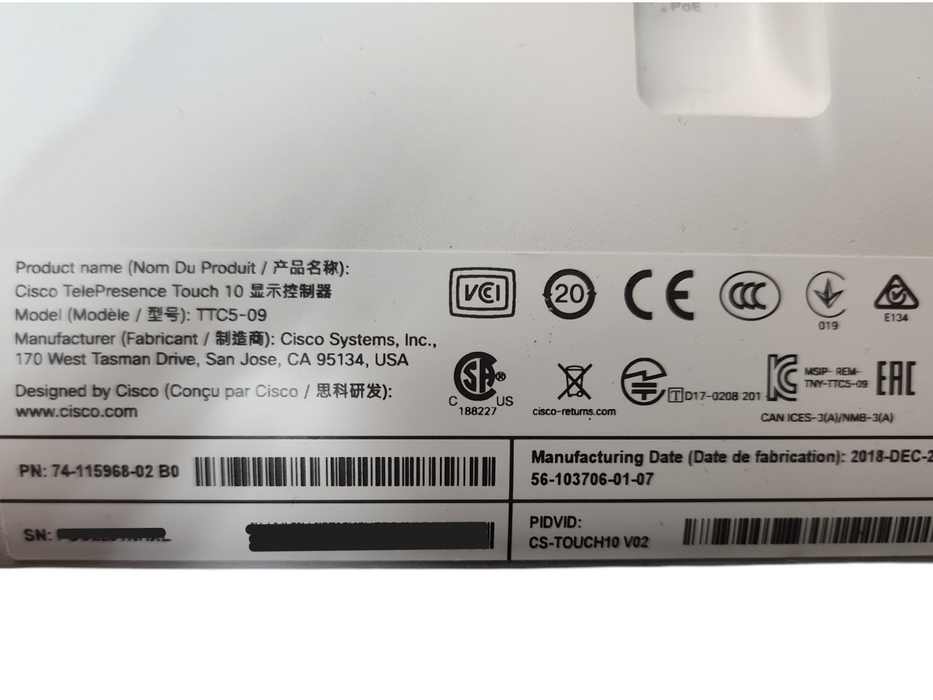 PoE
Product name (Nom Du Produit / 产品名称):
Cisco TelePresence Touch 10 显示控制器
Model (Modèle / 型号): TTC5-09
Manufacturer (Fabricant / 制造商): Cisco Systems, Inc.,
170 West Tasman Drive, San Jose, CA 95134, USA
Designed by Cisco (Conçu par Cisco / 思科研发):
www.cisco.com
VCI
20
CE
CCC
019
E134
SA
C US
188227
cisco-returns.com
T D17-0208 201
MSIP- REM-
TNY-TTC5-09
EAC
CAN ICES-3(A)/NMB-3(A)
PN: 74-115968-02 B0
Manufacturing Date (Date de fabrication): 2018-DEC-2
56-103706-01-07
SN:
PIDVID:
CS-TOUCH10 V02